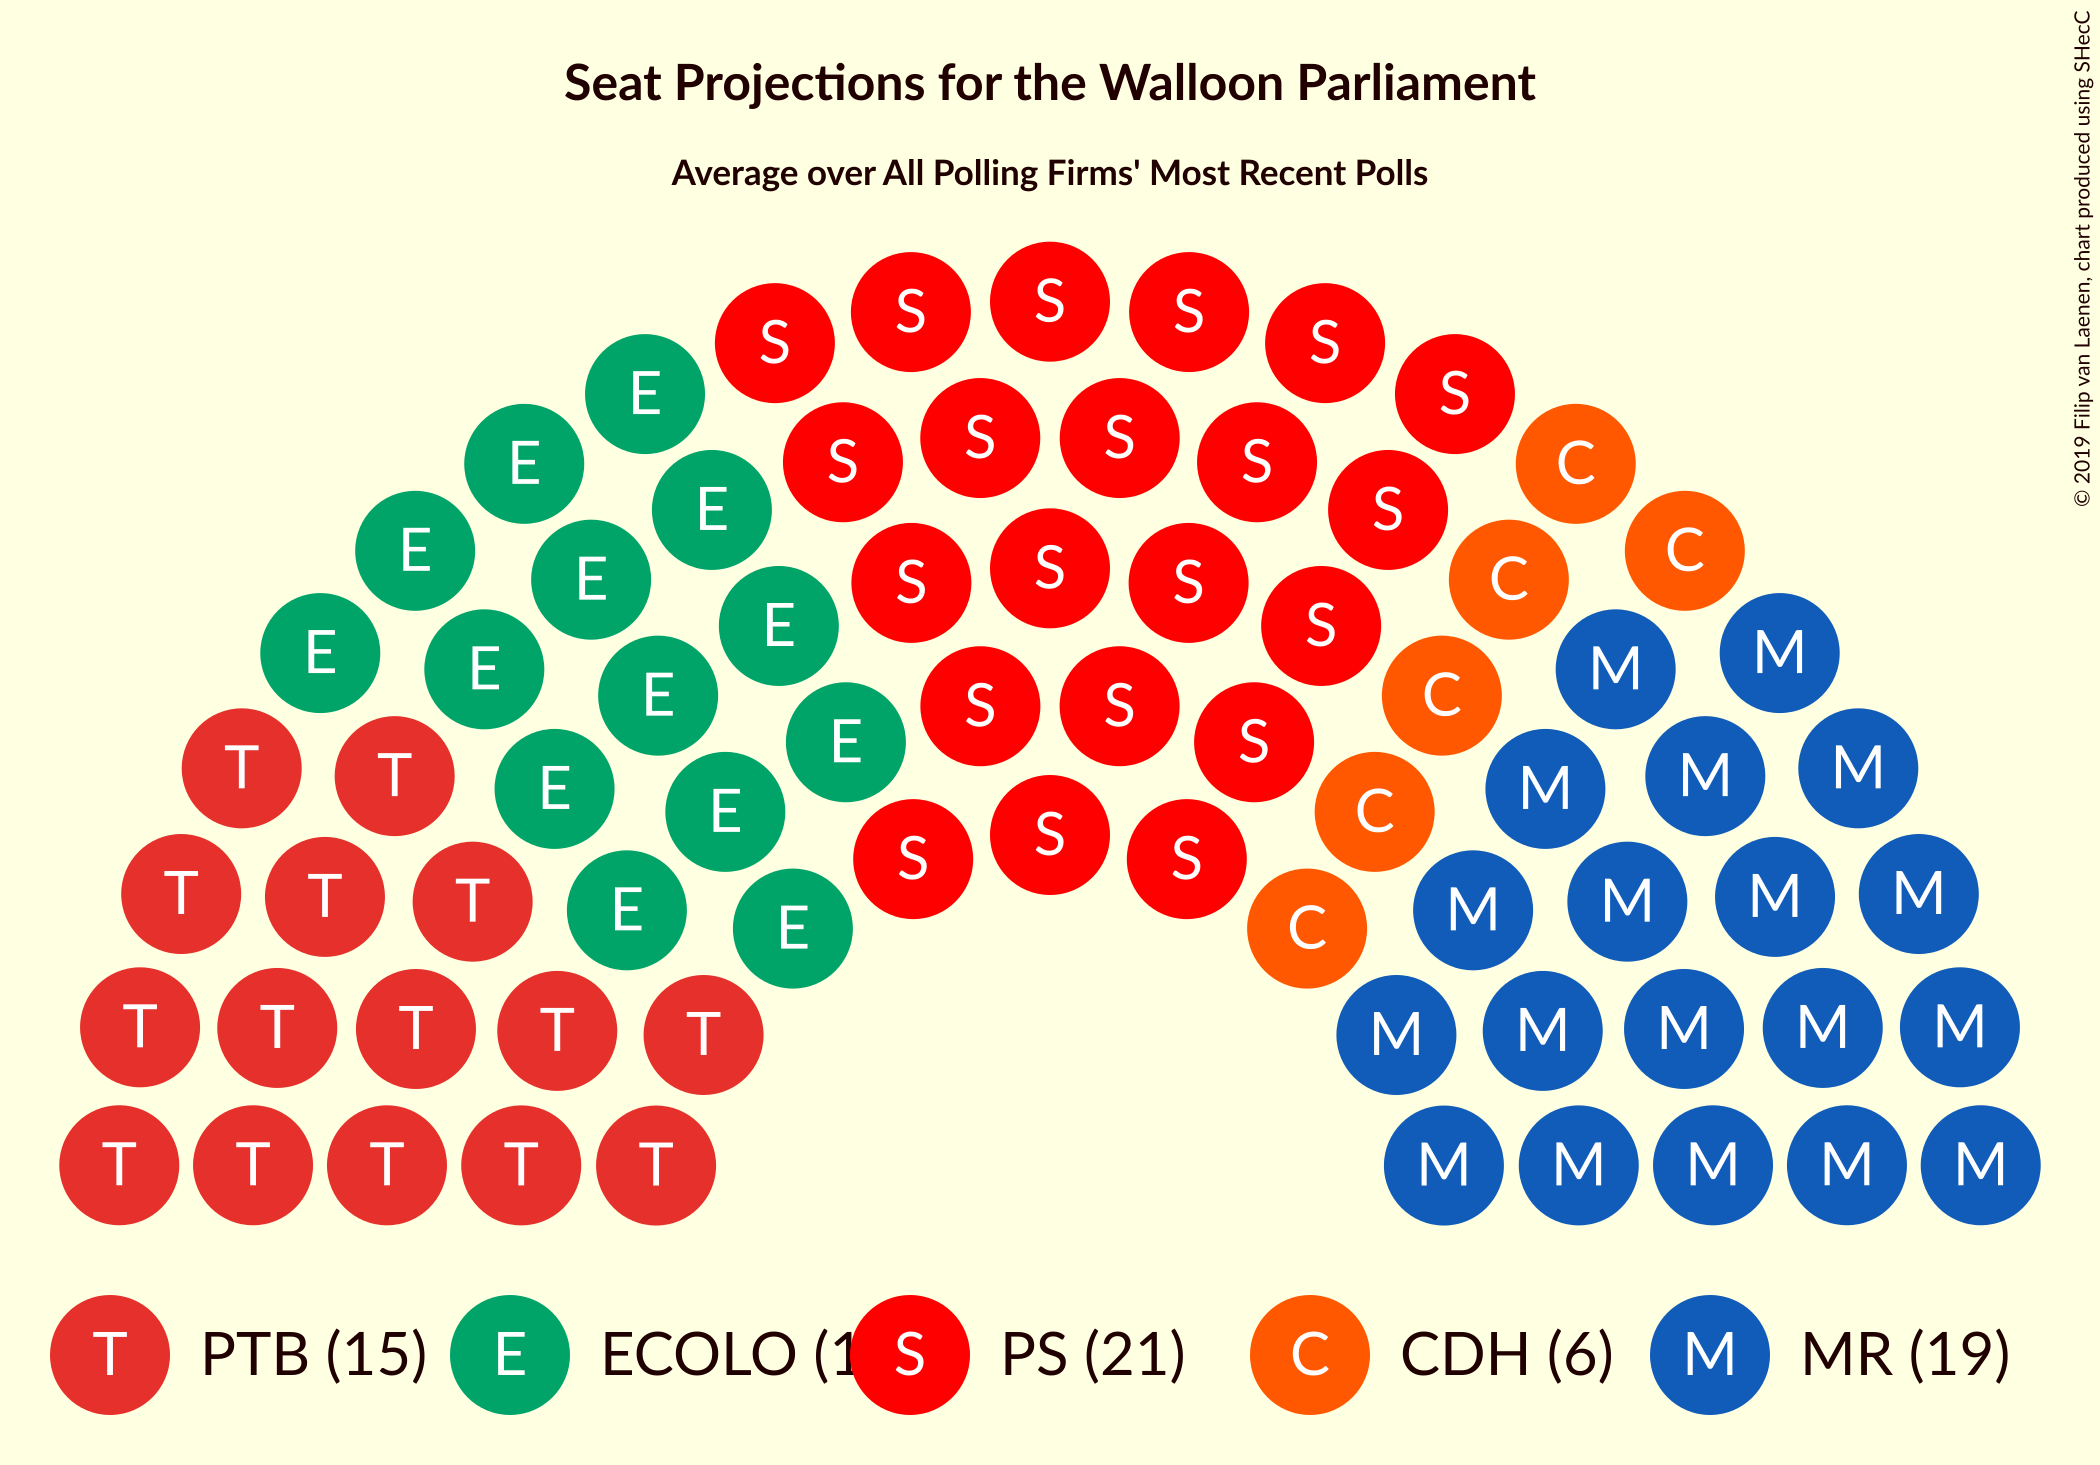 Seat Projections for the Walloon Parliament
Average over All Polling Firms' Most Recent Polls
© 2019 Filip van Laenen, chart produced using SHecC
S S S S S
E S
S S S S
E E S C
S S S
E E C C
E S M
E E S C M
E S S S C
T T E E M M M
E S S S C
T T T E E C M M M M
T T T T T M M M M M
T T T T T M M M M M
T PTB (15) E ECOLO (1 S PS (21) C CDH (6) M MR (19)